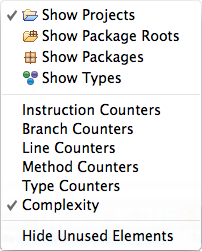 Show Projects
Show Package Roots
Show Packages
Show Types
Instruction Counters
Branch Counters
Line Counters
Method Counters
Type Counters
Complexity
Hide Unused Elements